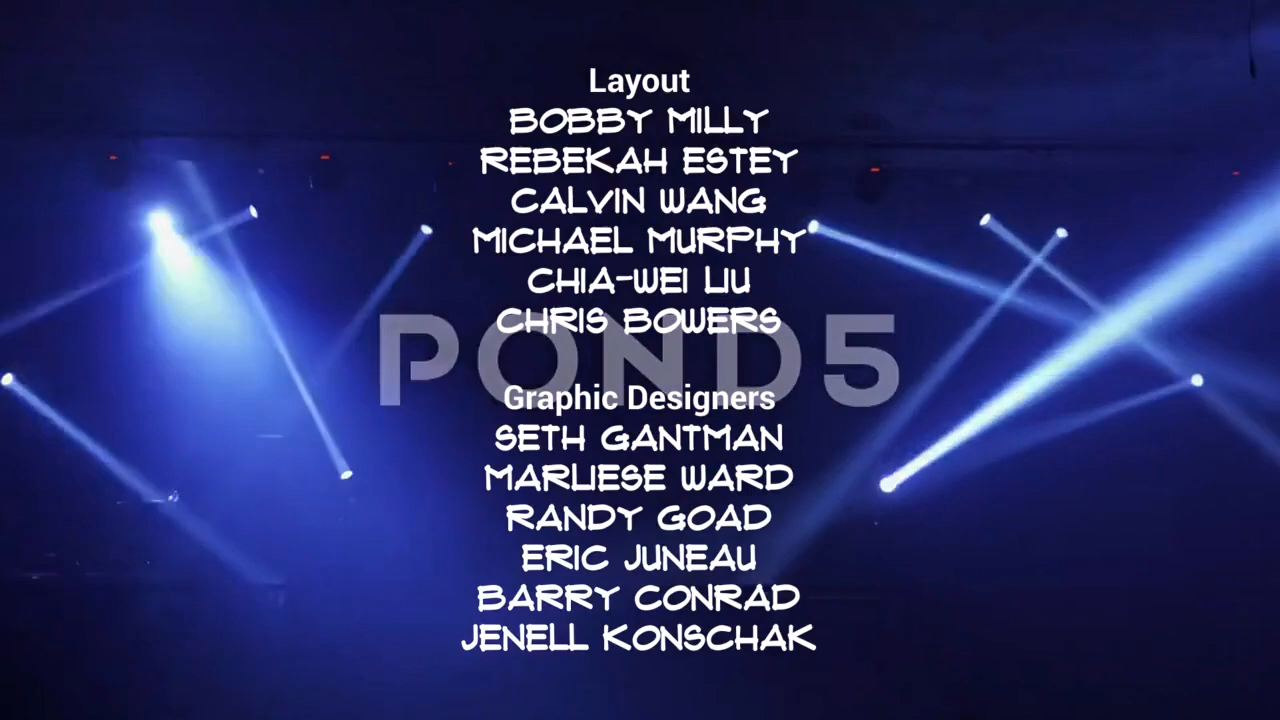 Layout
BOBBY MILLY
REBEKAH ESTEY
CALVIN WANG
MICHAEL MURPHY
CHIA-WEI LIU
CHRIS BOWERS
POND5
Graphic Designers
SETH GANTMAN
MARLIESE WARD
RANDY GOAD
ERIC JUNEAU
BARRY CONRAD
JENELL KONSCHAK